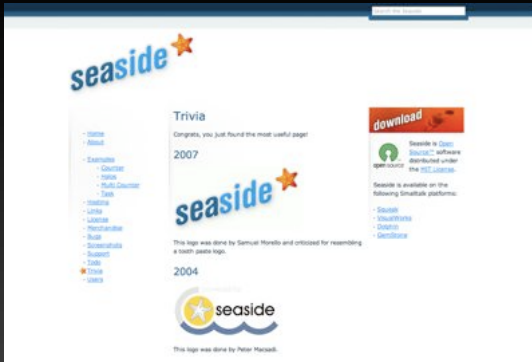 Search the Seaside
seaside
- Home
- About
- Examples
- Counter
- Halos
- Multi Counter
- Task
- Hosting
- Links
- License
- Merchandise
- Bugs
- Screenshots
- Support
- Todo
Trivia
- Users
Trivia
Congrats, you just found the most useful page!
2007
seaside
This logo was done by Samuel Morello and criticized for resembling
a tooth paste logo.
2004
seaside
This logo was done by Peter Macsadi.
download
open source
Seaside is Open
Source™ software
distributed under
the MIT License.
Seaside is available on the
following Smalltalk platforms:
- Squeak
- VisualWorks
- Dolphin
- GemStone